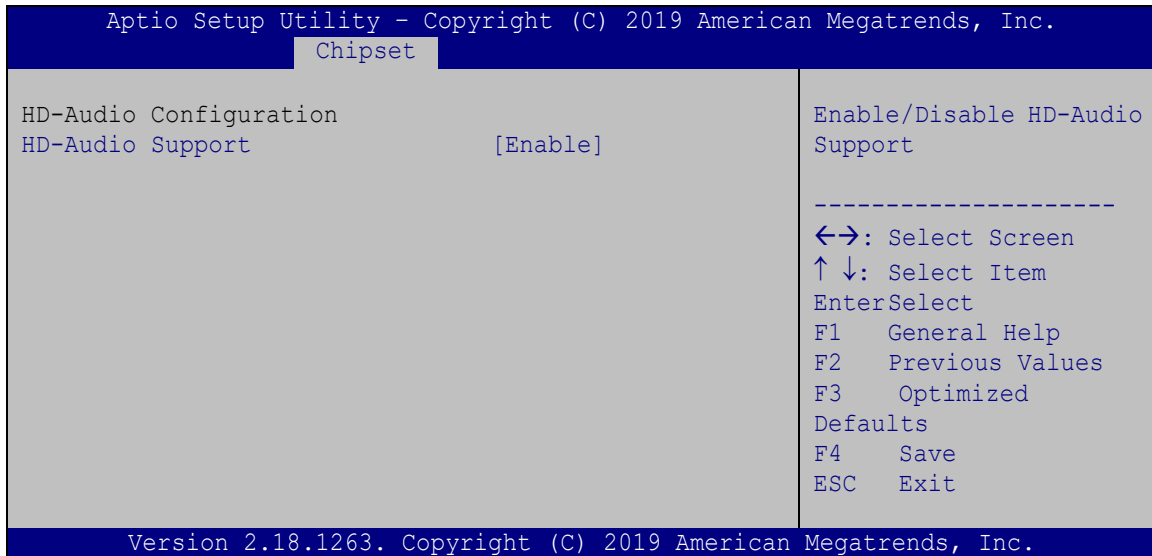 Aptio Setup Utility – Copyright (C) 2019 American Megatrends, Inc.
Chipset
HD-Audio Configuration
HD-Audio Support [Enable]
Enable/Disable HD-Audio
Support
---------------------
←→: Select Screen
↑ ↓: Select Item
EnterSelect
F1 General Help
F2 Previous Values
F3 Optimized
Defaults
F4 Save
ESC Exit
Version 2.18.1263. Copyright (C) 2019 American Megatrends, Inc.